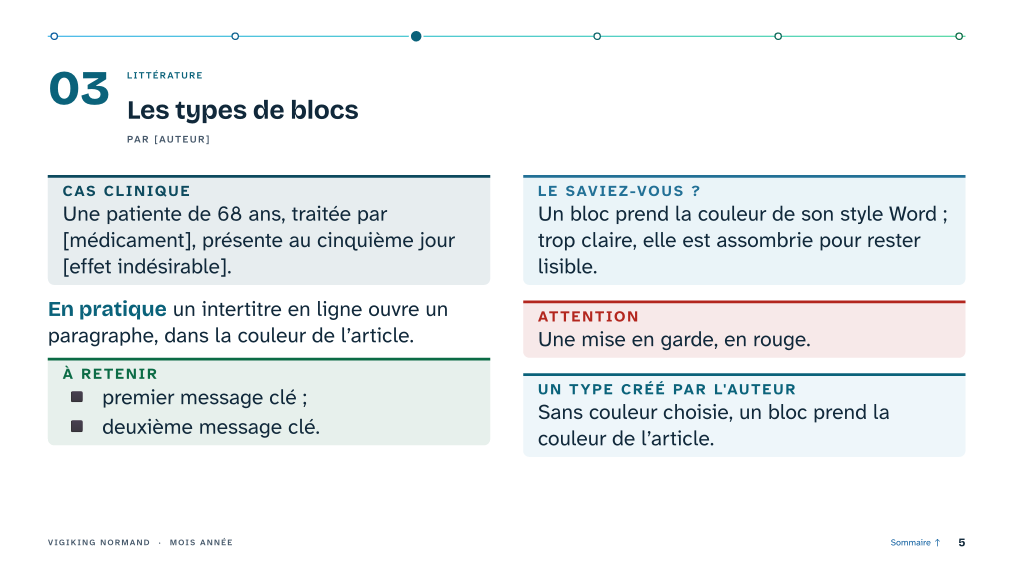 03
LITTÉRATURE
Les types de blocs
PAR [AUTEUR]
CAS CLINIQUE
Une patiente de 68 ans, traitée par
[médicament], présente au cinquième jour
[effet indésirable].
En pratique un intertitre en ligne ouvre un
paragraphe, dans la couleur de l’article.
À RETENIR
premier message clé ;
deuxième message clé.
LE SAVIEZ-VOUS ?
Un bloc prend la couleur de son style Word ;
trop claire, elle est assombrie pour rester
lisible.
ATTENTION
Une mise en garde, en rouge.
UN TYPE CRÉÉ PAR L'AUTEUR
Sans couleur choisie, un bloc prend la
couleur de l’article.
VIGIKING NORMAND · MOIS ANNÉE
Sommaire ↑ 5